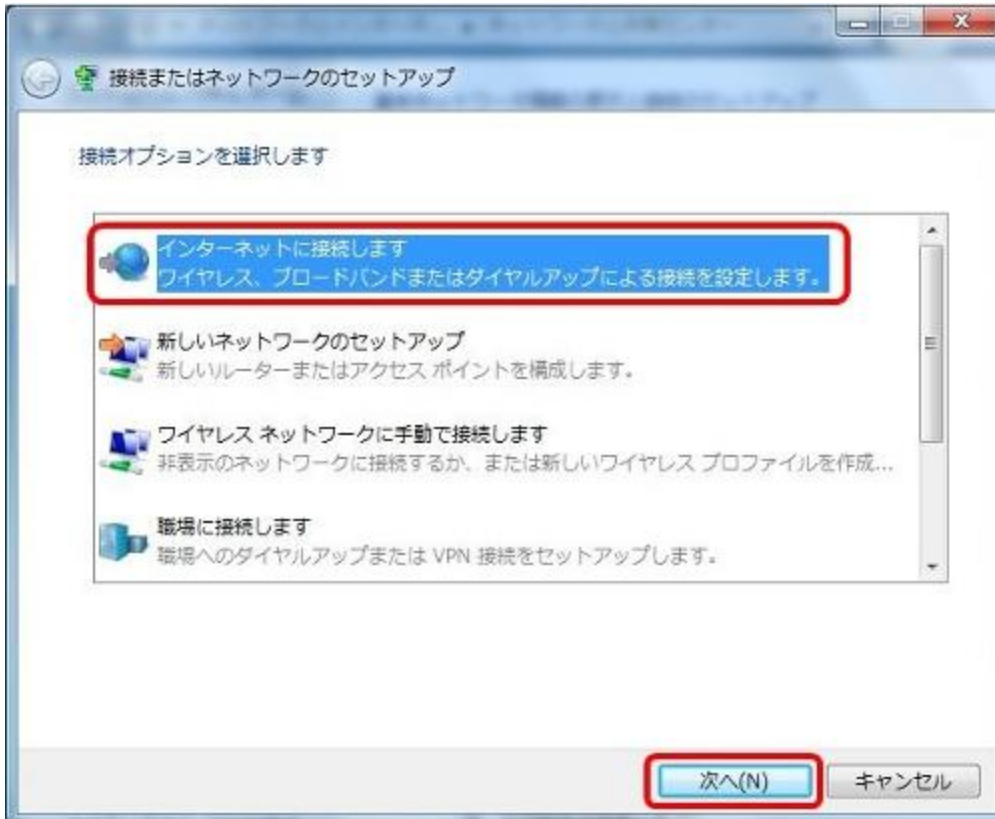 接続またはネットワークのセットアップ
接続オプションを選択します
インターネットに接続します
ワイヤレス、ブロードバンドまたはダイヤルアップによる接続を設定します。
新しいネットワークのセットアップ
新しいルーターまたはアクセス ポイントを構成します。
ワイヤレス ネットワークに手動で接続します
非表示のネットワークに接続するか、または新しいワイヤレス プロファイルを作成...
職場に接続します
職場へのダイヤルアップまたは VPN 接続をセットアップします。
次へ(N)
キャンセル